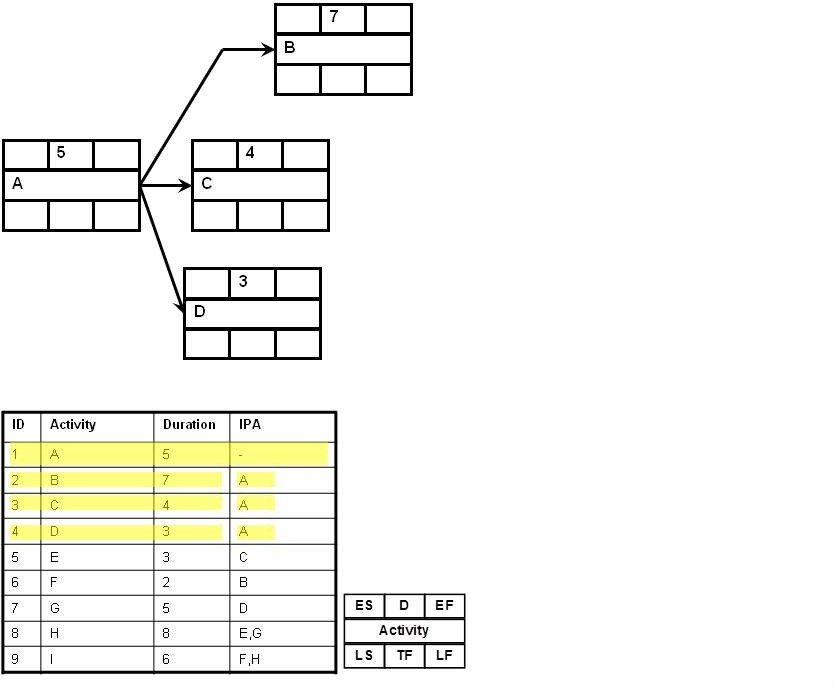 7
B
5
A
4
C
3
D
ID Activity Duration IPA
1 A 5 -
2 B 7 A
3 C 4 A
4 D 3 A
5 E 3 C
6 F 2 B
7 G 5 D
8 H 8 E,G
9 I 6 F,H
ES D EF
Activity
LS TF LF